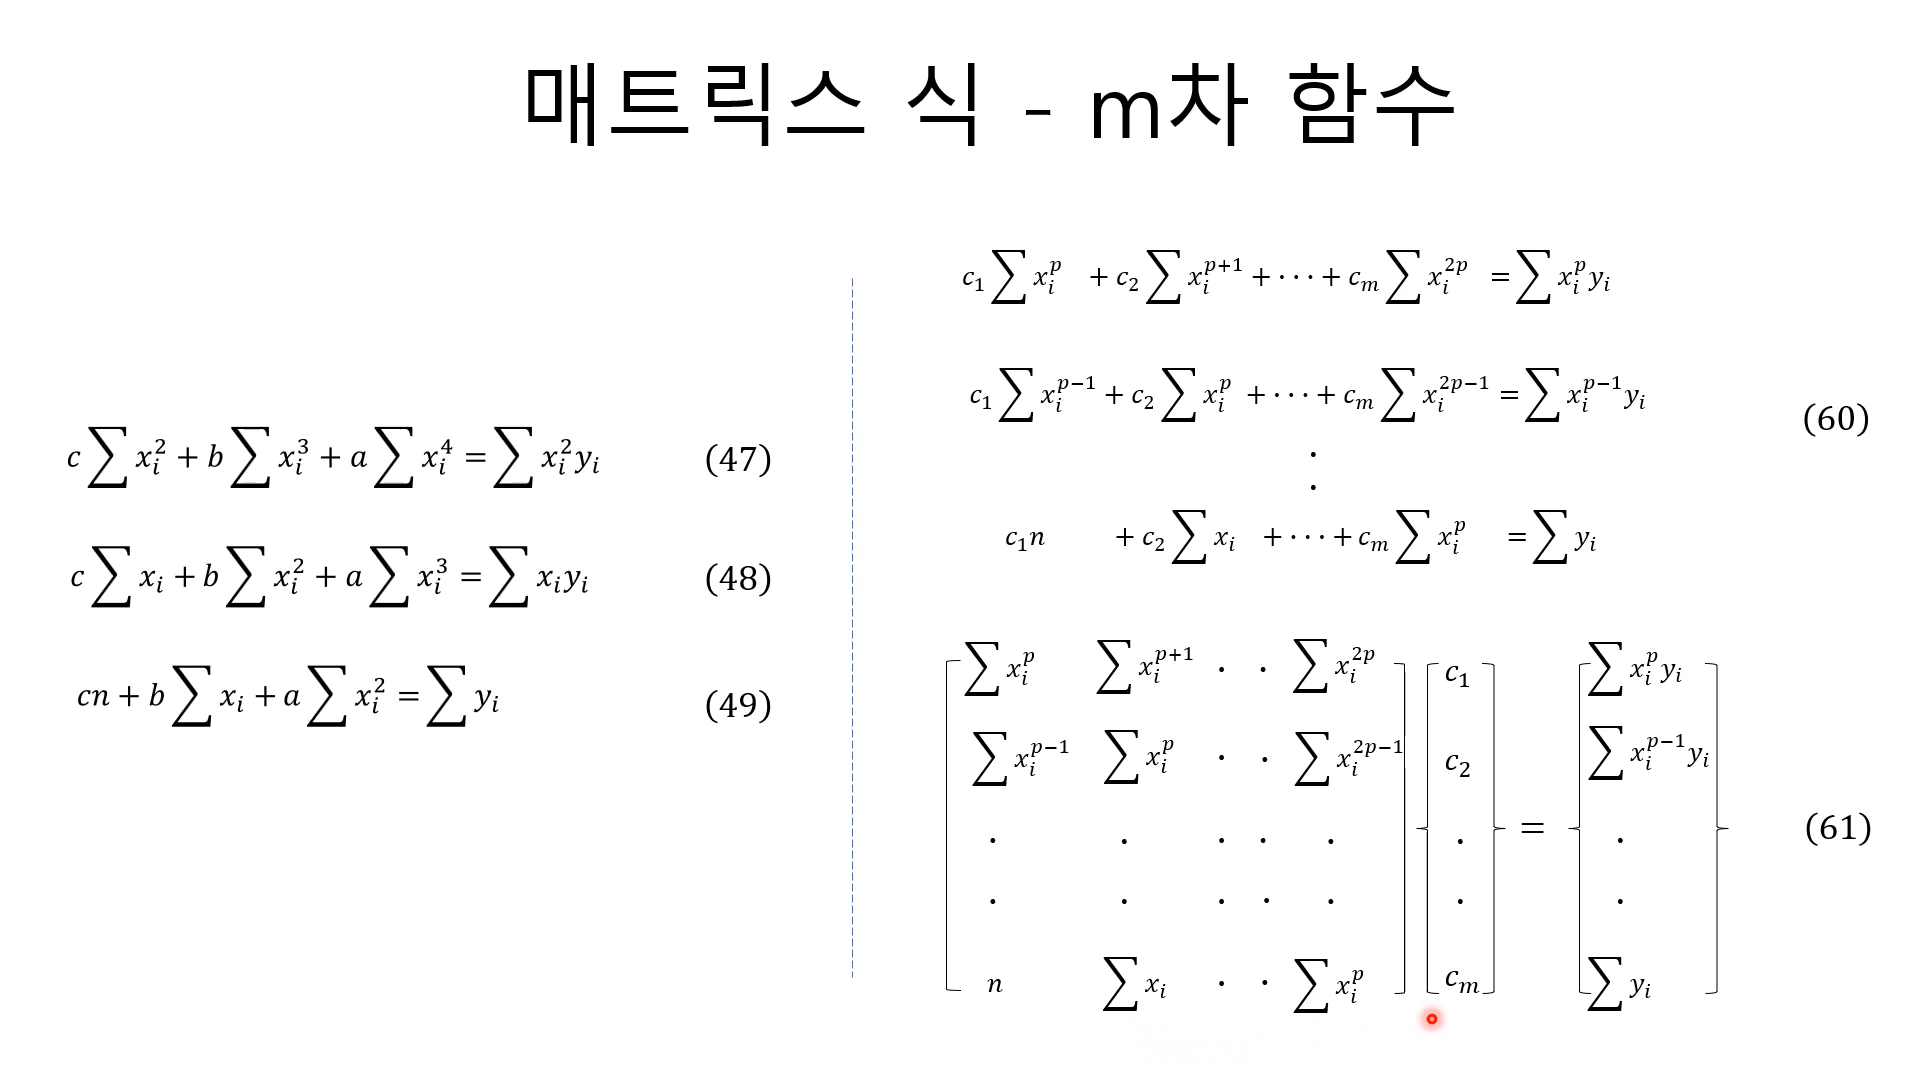 매트릭스 식 - m차 함수
c∑x_i^2 + b∑x_i^3 + a∑x_i^4 = ∑x_i^2 y_i (47)
c∑x_i + b∑x_i^2 + a∑x_i^3 = ∑x_i y_i (48)
cn + b∑x_i + a∑x_i^2 = ∑y_i (49)
c_1∑x_i^p + c_2∑x_i^{p+1} + · · · + c_m∑x_i^{2p} = ∑x_i^p y_i
c_1∑x_i^{p−1} + c_2∑x_i^p + · · · + c_m∑x_i^{2p−1} = ∑x_i^{p−1} y_i
(60)
·
·
c_1 n + c_2∑x_i + · · · + c_m∑x_i^p = ∑y_i
[ ∑x_i^p ∑x_i^{p+1} · · ∑x_i^{2p} ] { c_1 } = { ∑x_i^p y_i }
∑x_i^{p−1} ∑x_i^p · · ∑x_i^{2p−1} c_2 ∑x_i^{p−1} y_i
· · · · · · · (61)
· · · · · · ·
n ∑x_i · · ∑x_i^p c_m ∑y_i